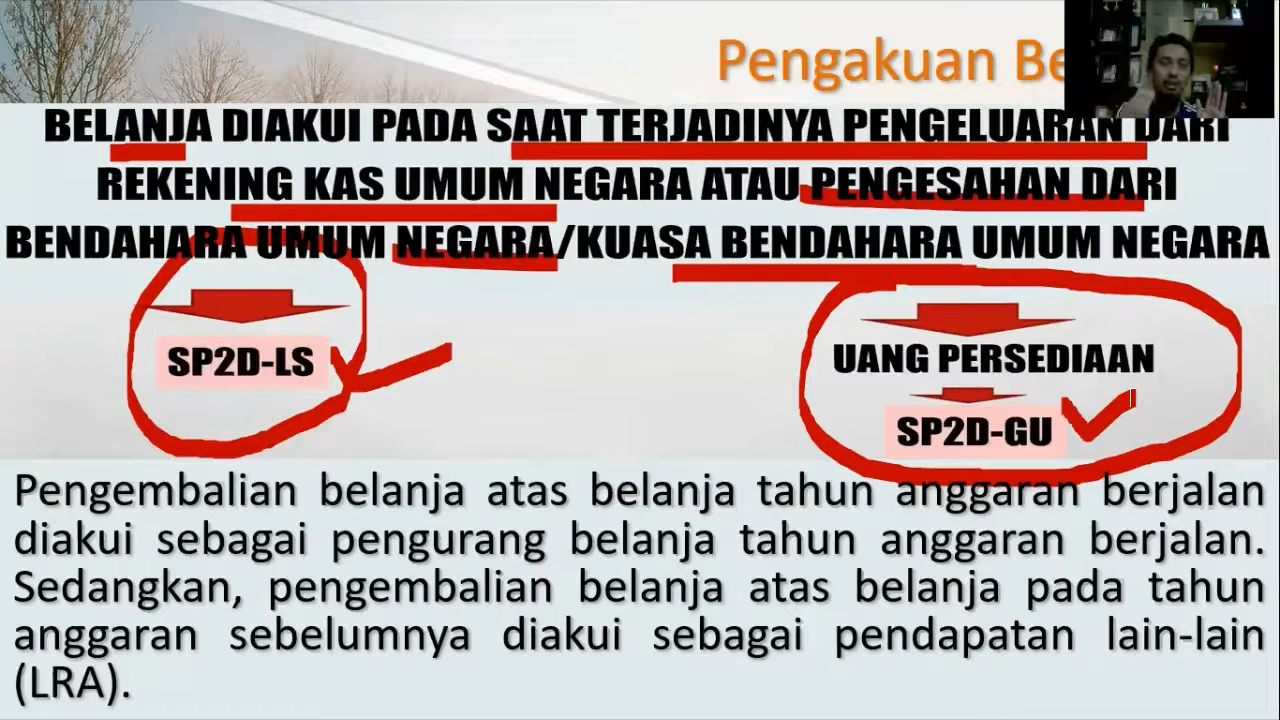 Pengakuan Be
BELANJA DIAKUI PADA SAAT TERJADINYA PENGELUARAN DARI
REKENING KAS UMUM NEGARA ATAU PENGESAHAN DARI
BENDAHARA UMUM NEGARA/KUASA BENDAHARA UMUM NEGARA
SP2D-LS
UANG PERSEDIAAN
SP2D-GU
Pengembalian belanja atas belanja tahun anggaran berjalan
diakui sebagai pengurang belanja tahun anggaran berjalan.
Sedangkan, pengembalian belanja atas belanja pada tahun
anggaran sebelumnya diakui sebagai pendapatan lain-lain
(LRA).